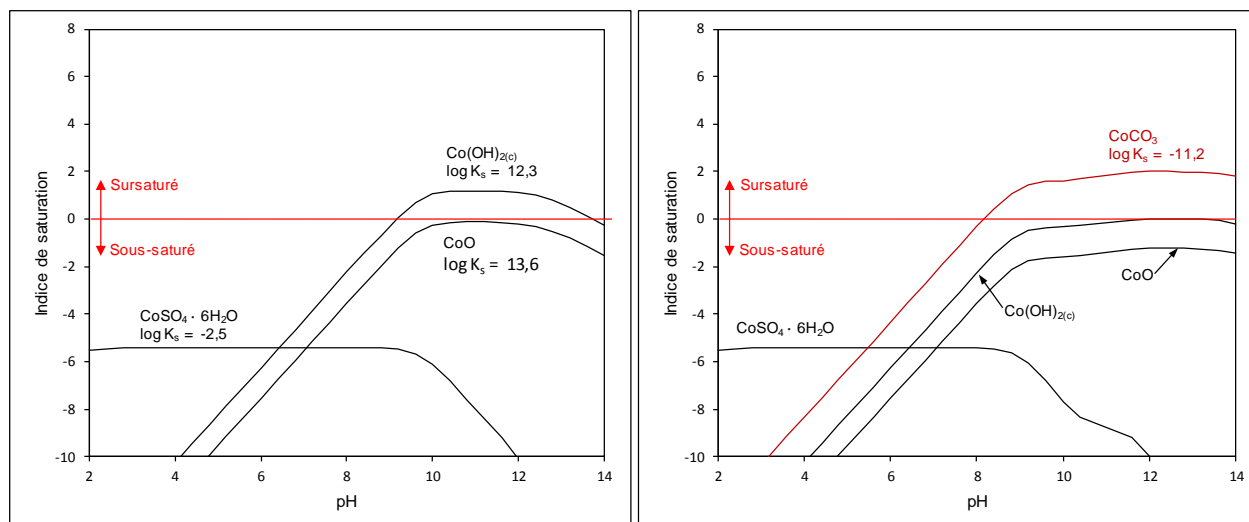 8
6
4
2
0
-2
-4
-6
-8
-10
Indice de saturation
Sursaturé
Sous-saturé
Co(OH)₂₍c₎
log Kₛ = 12,3
CoO
log Kₛ = 13,6
CoSO₄ · 6H₂O
log Kₛ = -2,5
2 4 6 8 10 12 14
pH
8
6
4
2
0
-2
-4
-6
-8
-10
Indice de saturation
Sursaturé
Sous-saturé
CoCO₃
log Kₛ = -11,2
CoO
Co(OH)₂₍c₎
CoSO₄ · 6H₂O
2 4 6 8 10 12 14
pH